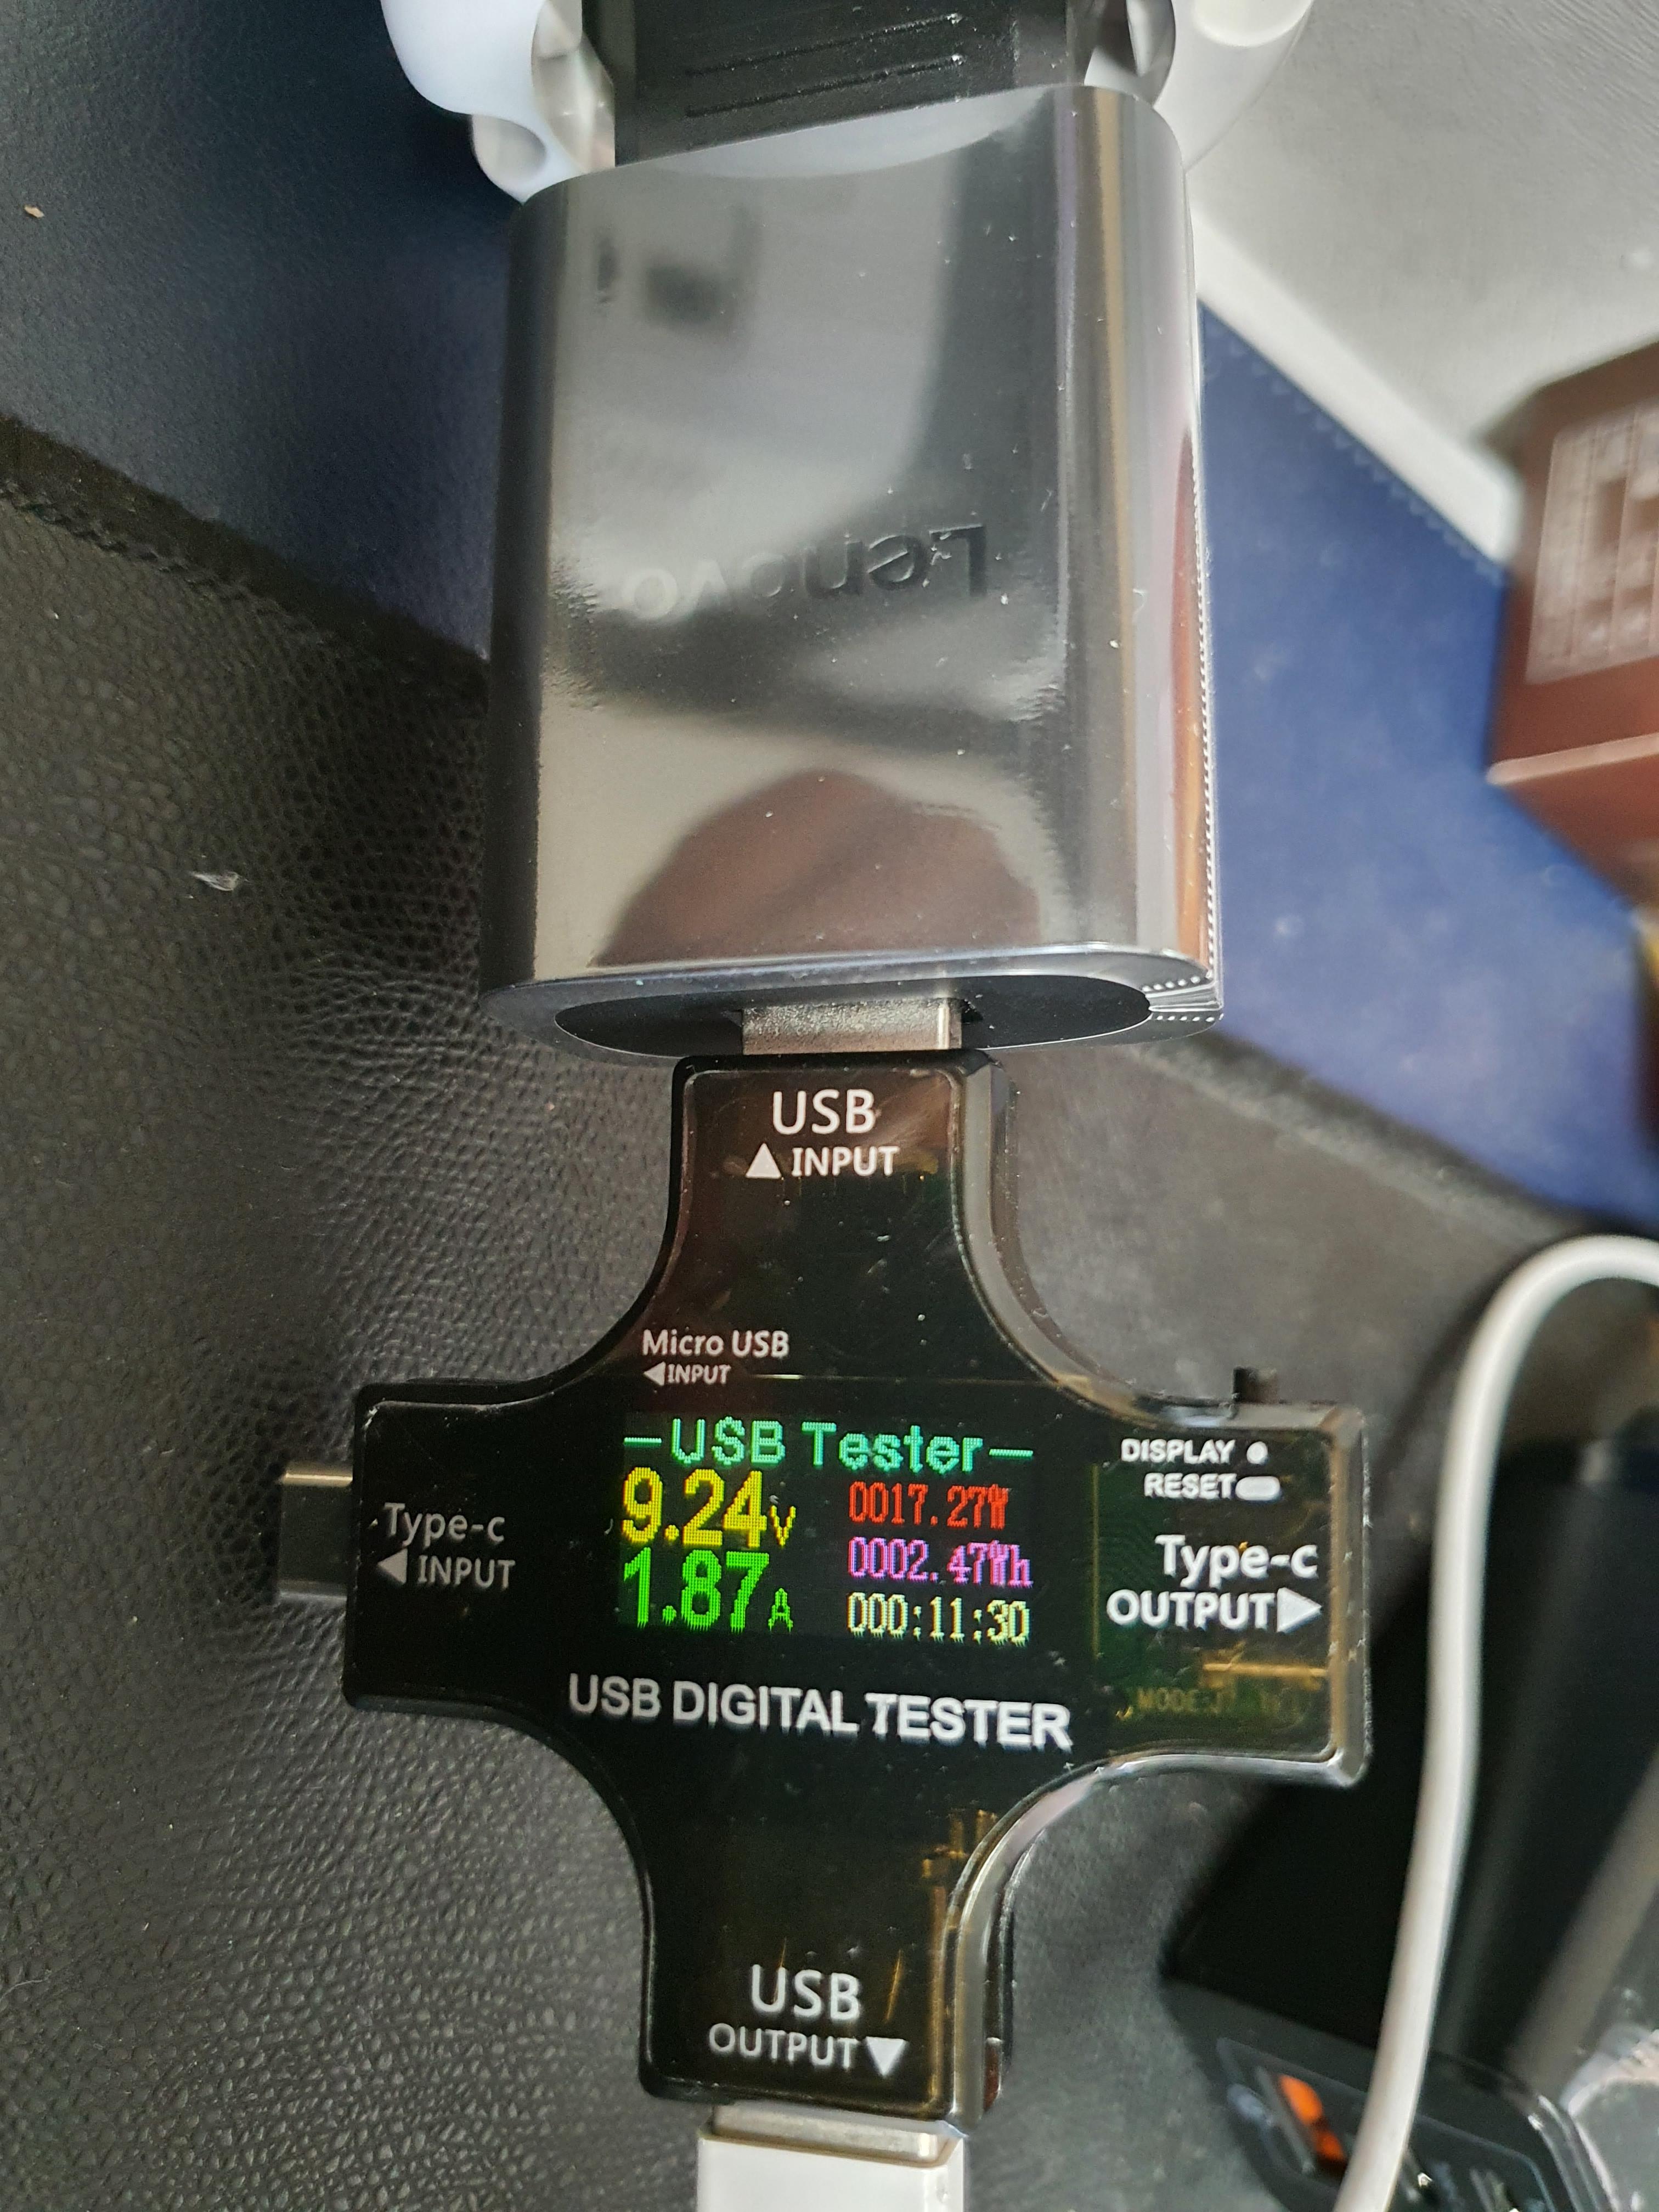 Lenovo
USB
▲ INPUT
Micro USB
◀INPUT
—USB Tester—
9.24V
0017.27W
1.87A
0002.47Wh
000:11:30
DISPLAY
RESET
Type-c
◀ INPUT
Type-c
OUTPUT▶
USB DIGITAL TESTER
USB
OUTPUT▼